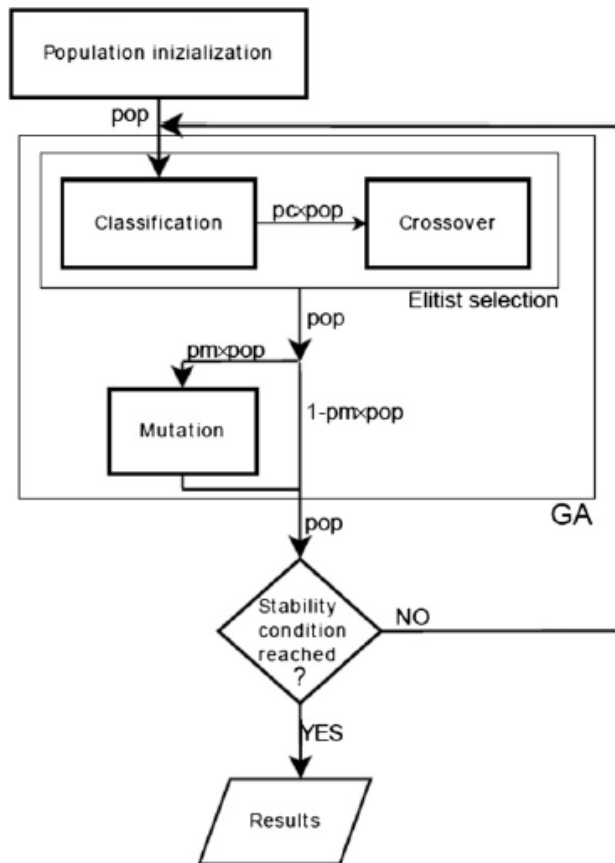 Population inizialization
pop
Classification
pc×pop
Crossover
Elitist selection
pop
pm×pop
1-pm×pop
Mutation
GA
pop
Stability
condition
reached
?
NO
YES
Results